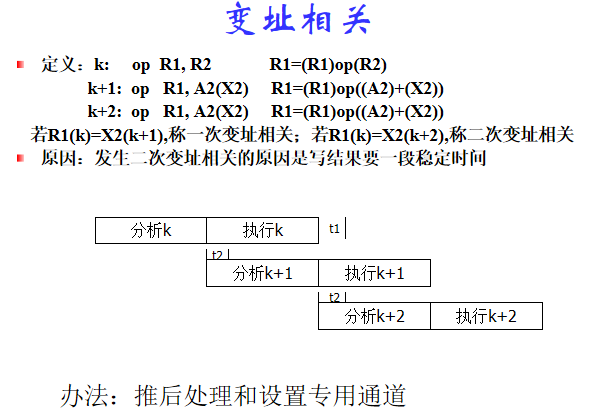 变址相关
定义：k: op R1, R2 R1=(R1)op(R2)
k+1: op R1, A2(X2) R1=(R1)op((A2)+(X2))
k+2: op R1, A2(X2) R1=(R1)op((A2)+(X2))
若R1(k)=X2(k+1),称一次变址相关；若R1(k)=X2(k+2),称二次变址相关
原因：发生二次变址相关的原因是写结果要一段稳定时间
分析k 执行k t1
t2
分析k+1 执行k+1
t2
分析k+2 执行k+2
办法：推后处理和设置专用通道